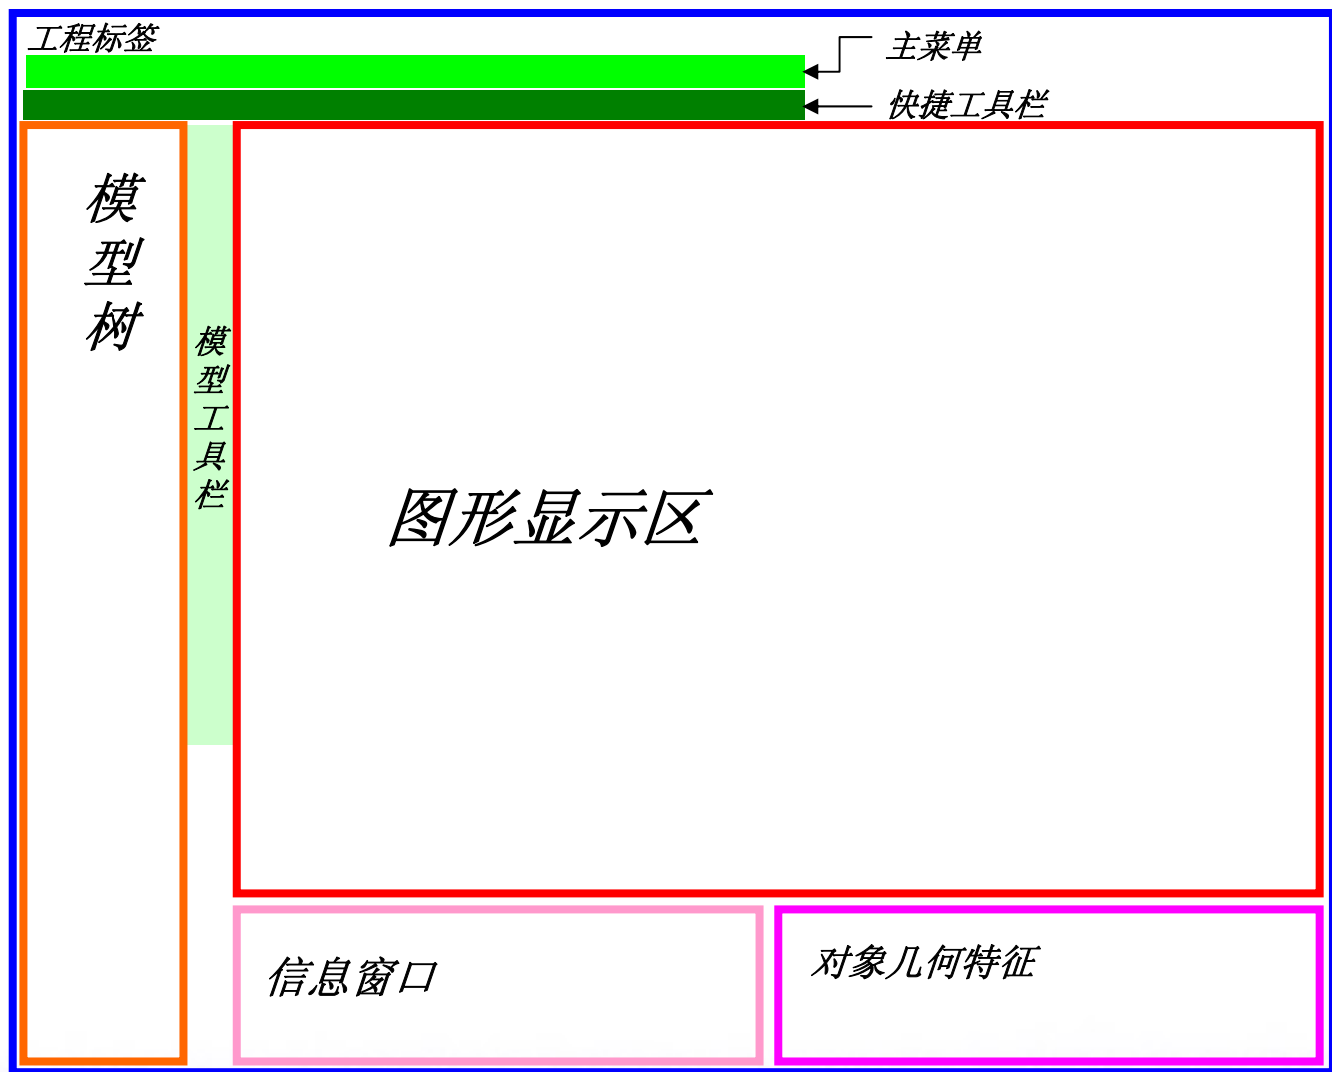 工程标签
主菜单
快捷工具栏
模型树
模型工具栏
图形显示区
信息窗口
对象几何特征